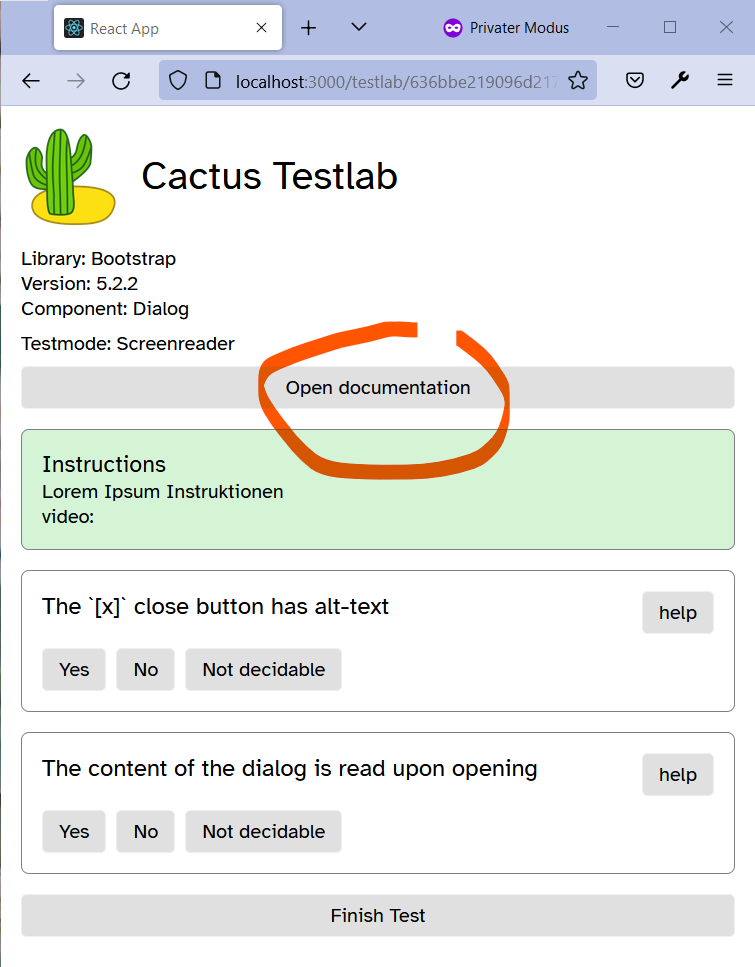 React App
Privater Modus
localhost:3000/testlab/636bbe219096d217
Cactus Testlab
Library: Bootstrap
Version: 5.2.2
Component: Dialog
Testmode: Screenreader
Open documentation
Instructions
Lorem Ipsum Instruktionen
video:
The `[x]` close button has alt-text
help
Yes No Not decidable
The content of the dialog is read upon opening
help
Yes No Not decidable
Finish Test